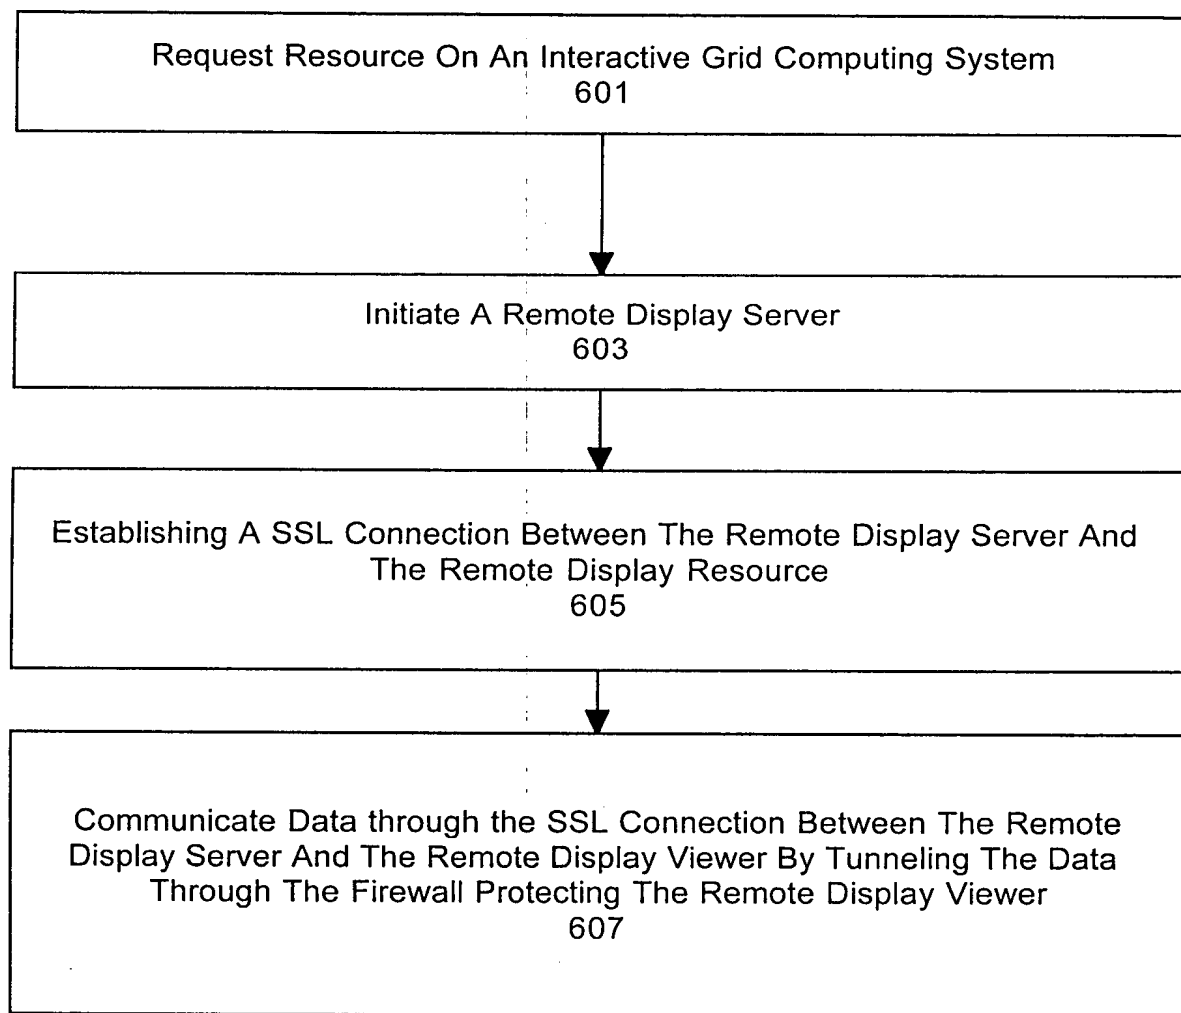 Request Resource On An Interactive Grid Computing System
601
Initiate A Remote Display Server
603
Establishing A SSL Connection Between The Remote Display Server And
The Remote Display Resource
605
Communicate Data through the SSL Connection Between The Remote
Display Server And The Remote Display Viewer By Tunneling The Data
Through The Firewall Protecting The Remote Display Viewer
607